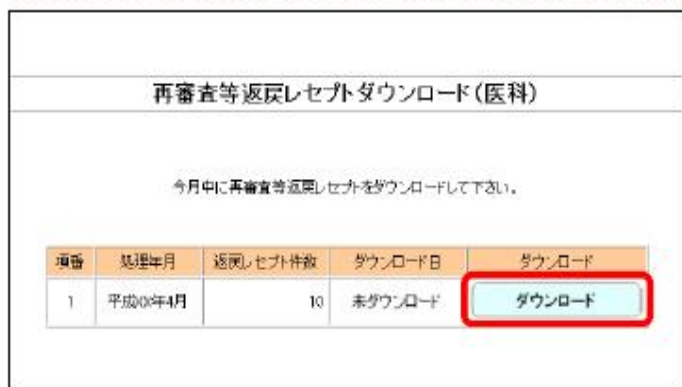 再審査等返戻レセプトダウンロード(医科)
今月中に再審査等返戻レセプトをダウンロードして下さい。
項番 処理年月 返戻レセプト件数 ダウンロード日 ダウンロード
1 平成00年4月 10 未ダウンロード ダウンロード